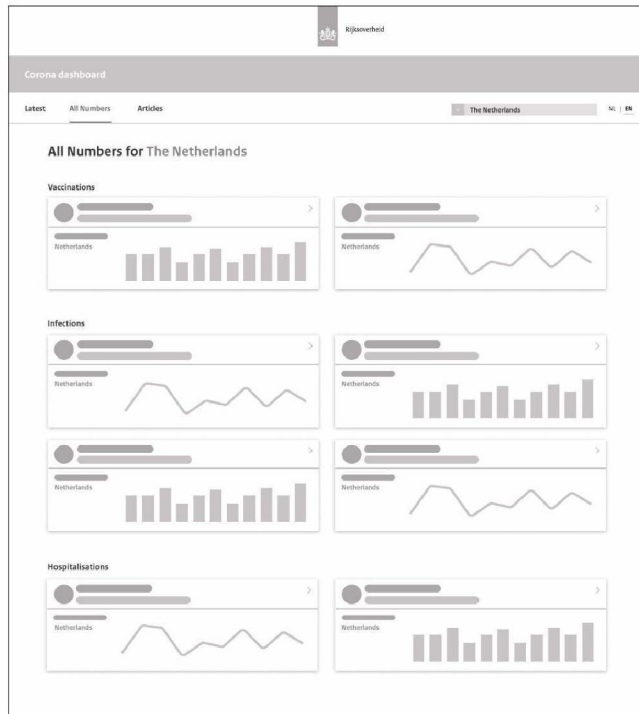 Rijksoverheid
Corona dashboard
Latest All Numbers Articles The Netherlands NL | EN
All Numbers for The Netherlands
Vaccinations
Netherlands Netherlands
Infections
Netherlands Netherlands
Netherlands Netherlands
Hospitalisations
Netherlands Netherlands